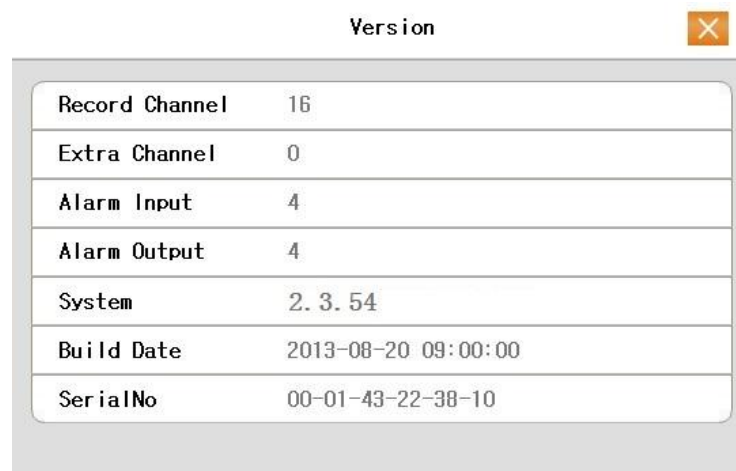 Version
Record Channel 16
Extra Channel 0
Alarm Input 4
Alarm Output 4
System 2.3.54
Build Date 2013-08-20 09:00:00
SerialNo 00-01-43-22-38-10